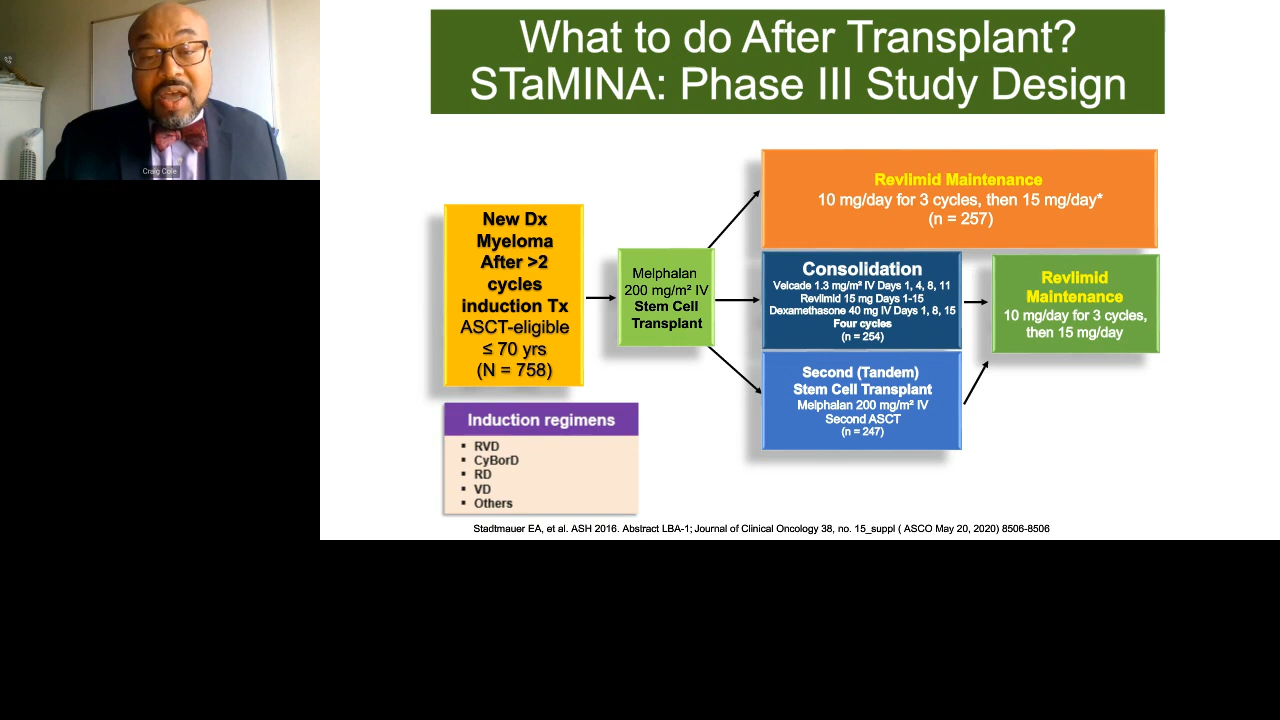 Craig Cole
What to do After Transplant?
STaMINA: Phase III Study Design
New Dx
Myeloma
After >2
cycles
induction Tx
ASCT-eligible
≤ 70 yrs
(N = 758)
Melphalan
200 mg/m² IV
Stem Cell
Transplant
Revlimid Maintenance
10 mg/day for 3 cycles, then 15 mg/day*
(n = 257)
Consolidation
Velcade 1.3 mg/m² IV Days 1, 4, 8, 11
Revlimid 15 mg Days 1-15
Dexamethasone 40 mg IV Days 1, 8, 15
Four cycles
(n = 254)
Second (Tandem)
Stem Cell Transplant
Melphalan 200 mg/m² IV
Second ASCT
(n = 247)
Revlimid
Maintenance
10 mg/day for 3 cycles,
then 15 mg/day
Induction regimens
▪ RVD
▪ CyBorD
▪ RD
▪ VD
▪ Others
Stadtmauer EA, et al. ASH 2016. Abstract LBA-1; Journal of Clinical Oncology 38, no. 15_suppl ( ASCO May 20, 2020) 8506-8506